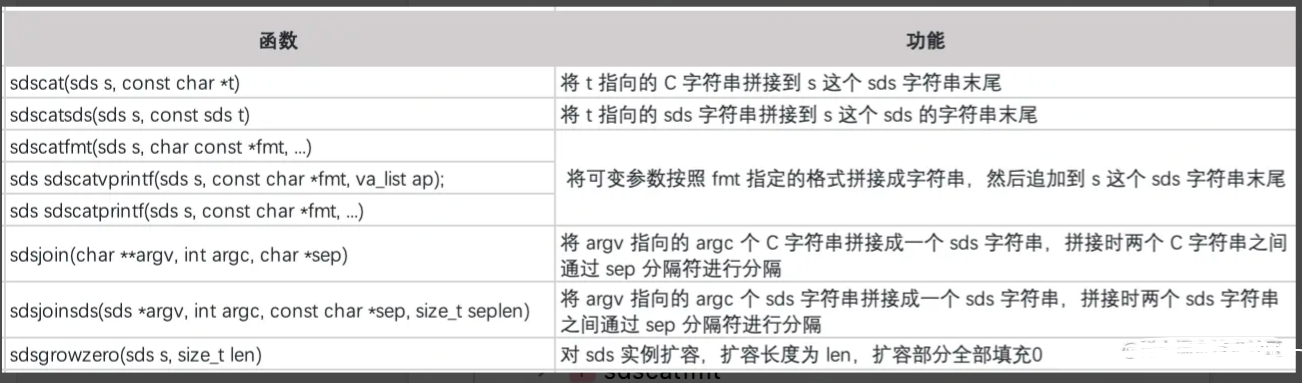 函数
功能
sdscat(sds s, const char *t)
将 t 指向的 C 字符串拼接到 s 这个 sds 字符串末尾
sdscatsds(sds s, const sds t)
将 t 指向的 sds 字符串拼接到 s 这个 sds 的字符串末尾
sdscatfmt(sds s, char const *fmt, ...)
sds sdscatvprintf(sds s, const char *fmt, va_list ap);
sds sdscatprintf(sds s, const char *fmt, ...)
将可变参数按照 fmt 指定的格式拼接成字符串，然后追加到 s 这个 sds 字符串末尾
sdsjoin(char **argv, int argc, char *sep)
将 argv 指向的 argc 个 C 字符串拼接成一个 sds 字符串，拼接时两个 C 字符串之间
通过 sep 分隔符进行分隔
sdsjoinsds(sds *argv, int argc, const char *sep, size_t seplen)
将 argv 指向的 argc 个 sds 字符串拼接成一个 sds 字符串，拼接时两个 sds 字符串
之间通过 sep 分隔符进行分隔
sdsgrowzero(sds s, size_t len)
对 sds 实例扩容，扩容长度为 len，扩容部分全部填充0
sdscatfmt